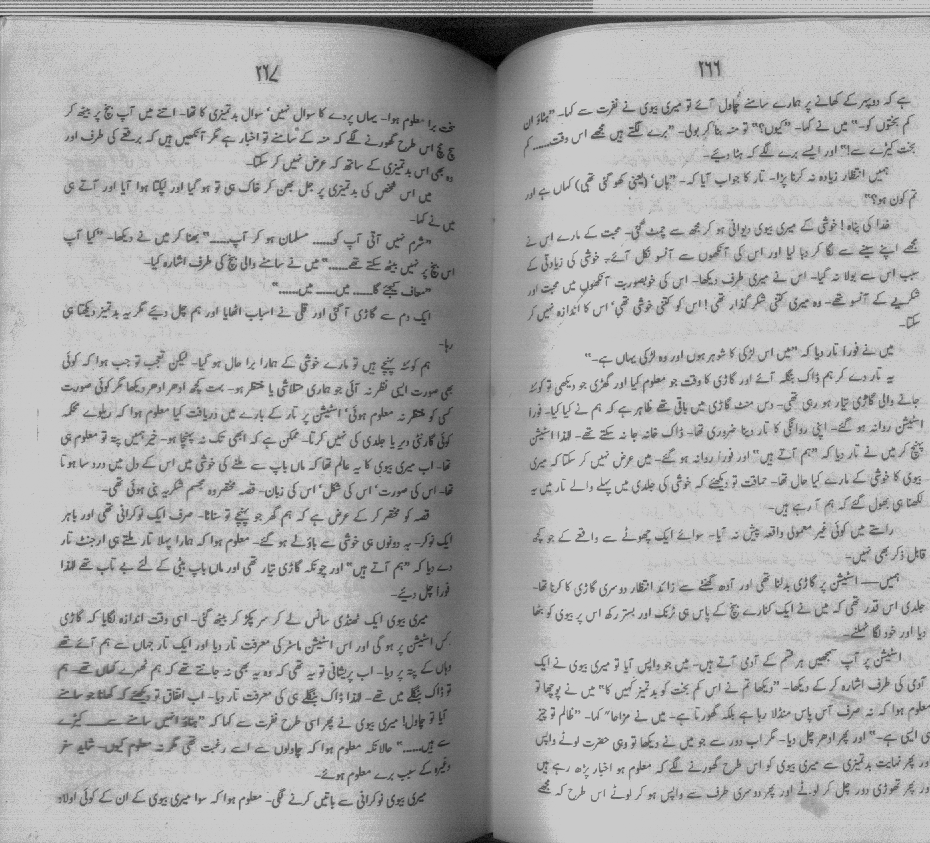 ۲۶۶
ہے کہ دوپہر کے کھانے پر ہمارے سامنے چاول آئے تو میری بیوی نے نفرت سے کہا۔ "ہٹاؤ ان
کم بختوں کو۔" میں نے کہا۔ "کیوں؟" تو منہ بنا کر بولی۔ "برے لگتے ہیں مجھے اس وقت...... کم
بخت کیڑے سے!" اور ایسے برے لگے کہ ہٹا دیئے۔
ہمیں انتظار زیادہ نہ کرنا پڑا۔ تار کا جواب آیا کہ۔ "ہاں' (یعنی کھو گئی تھی) کہاں ہے اور
تم کون ہو؟"
خدا کی پناہ! خوشی کے میری بیوی دیوانی ہو کر مجھ سے چمٹ گئی۔ محبت کے مارے اس نے
مجھے اپنے سینے سے لگا کر دبا لیا اور اس کی آنکھوں سے آنسو نکل آئے۔ خوشی کی زیادتی کے
سبب اس سے بولا نہ گیا۔ اس نے میری طرف دیکھا۔ اس کی خوبصورت آنکھوں میں محبت اور
شکریے کے آنسو تھے۔ وہ میری کتنی شکر گذار تھی! اس کو کتنی خوشی تھی' اس کا اندازہ نہیں کر
سکتا۔
میں نے فوراً تار دیا کہ "میں اس لڑکی کا شوہر ہوں اور وہ لڑکی یہاں ہے۔"
یہ تار دے کر ہم ڈاک بنگلہ آئے اور گاڑی کا وقت جو معلوم کیا اور گھڑی جو دیکھی تو کوئٹہ
جانے والی گاڑی تیار ہو رہی تھی۔ دس منٹ گاڑی میں باقی تھے ظاہر ہے کہ ہم نے کیا کیا۔ فوراً
اسٹیشن روانہ ہو گئے۔ اپنی روانگی کا تار دینا ضروری تھا۔ ڈاک خانہ جا نہ سکتے تھے۔ لہٰذا اسٹیشن
پہنچ کر میں نے تار دیا کہ "ہم آتے ہیں" اور فوراً روانہ ہو گئے۔ میں عرض نہیں کر سکتا کہ میری
بیوی کا خوشی کے مارے کیا حال تھا۔ حماقت تو دیکھئے کہ خوشی کی جلدی میں پہلے والے تار میں یہ
لکھنا ہی بھول گئے کہ ہم آ رہے ہیں۔
راستے میں کوئی غیر معمولی واقعہ پیش نہ آیا۔ سوائے ایک چھوٹے سے واقعے کے جو کچھ
قابل ذکر بھی نہیں۔
ہمیں—— اسٹیشن پر گاڑی بدلنا تھی اور آدھ گھنٹے سے زائد انتظار دوسری گاڑی کا کرنا تھا۔
جلدی اس قدر تھی کہ میں نے ایک کنارے بنچ کے پاس ہی ٹرنک اور بستر رکھ اس پر بیوی کو بٹھا
دیا اور خود لگا ٹہلنے۔
اسٹیشن پر آپ سمجھیں ہر قسم کے آدمی آتے ہیں۔ میں جو واپس آیا تو میری بیوی نے ایک
آدمی کی طرف اشارہ کر کے دیکھا۔ "دیکھا تم نے اس کم بخت کو بدتمیز کہیں کا" میں نے پوچھا تو
معلوم ہوا کہ نہ صرف آس پاس منڈلا رہا ہے بلکہ گھورتا ہے۔ میں نے مزاحاً کہا۔ "ظالم تو چیز
ہی ایسی ہے۔" اور پھر ادھر چل دیا۔ مگر اب دور سے جو میں نے دیکھا تو وہی حضرت لوٹے واپس
اور پھر نہایت بدتمیزی سے میری بیوی کو اس طرح گھورنے لگے کہ معلوم ہو اخبار پڑھ رہے ہیں
اور پھر تھوڑی دور چل کر لوٹے اور پھر دوسری طرف سے واپس ہو کر لوٹے اس طرح کہ مجھے
۲۶۷
سخت برا معلوم ہوا۔ یہاں پردے کا سوال نہیں' سوال بدتمیزی کا تھا۔ اتنے میں آپ بنچ پر بیٹھ کر
بچ بچ اس طرح گھورنے لگے کہ منہ کے سامنے تو اخبار ہے مگر آنکھیں ہیں کہ برقعے کی طرف اور
وہ بھی اس بدتمیزی کے ساتھ کہ عرض نہیں کر سکتا۔
میں اس شخص کی بدتمیزی پر جل بھن کر خاک ہی تو ہو گیا اور لپکتا ہوا آیا اور آتے ہی
میں نے کہا۔
"شرم نہیں آتی آپ کو...... مسلمان ہو کر آپ......" بھنا کر میں نے دیکھا۔ "کیا آپ
اس بنچ پر نہیں بیٹھ سکتے تھے......" میں نے سامنے والی بنچ کی طرف اشارہ کیا۔
"معاف کیجئے گا...... میں...... میں......"
ایک دم سے گاڑی آ گئی اور قلی نے اسباب اٹھایا اور ہم چل دیئے مگر یہ بدتمیز دیکھتا ہی
رہا۔
ہم کوئٹہ پہنچے ہیں تو مارے خوشی کے ہمارا برا حال ہو گیا۔ لیکن تعجب تو جب ہوا کہ کوئی
بھی صورت ایسی نظر نہ آئی جو ہماری متلاشی یا منتظر ہو۔ بہت کچھ ادھر ادھر دیکھا مگر کوئی صورت
کسی کو منتظر نہ معلوم ہوئی' اسٹیشن پر تار کے بارے میں دریافت کیا معلوم ہوا کہ ریلوے محکمہ
کوئی گارنٹی دیر یا جلدی کی نہیں کرتا۔ ممکن ہے کہ ابھی تک نہ پہنچا ہو۔ خیر ہمیں پتہ تو معلوم ہی
تھا۔ اب میری بیوی کا یہ عالم تھا کہ ماں باپ سے ملنے کی خوشی میں اس کے دل میں درد سا ہوتا
تھا۔ اس کی صورت' اس کی شکل' اس کی زبان۔ قصہ مختصر وہ مجسم شکریہ بنی ہوئی تھی۔
قصہ کو مختصر کر کے عرض ہے کہ ہم گھر جو پہنچے تو سناٹا۔ صرف ایک نوکرانی تھی اور باہر
ایک نوکر۔ یہ دونوں ہی خوشی سے باؤلے ہو گئے۔ معلوم ہوا کہ ہمارا پہلا تار ملتے ہی ارجنٹ تار
دے دیا کہ "ہم آتے ہیں" اور چونکہ گاڑی تیار تھی اور ماں باپ بیٹی کے لئے بے تاب تھے لہٰذا
فوراً چل دیئے۔
میری بیوی ایک ٹھنڈی سانس لے کر سر پکڑ کر بیٹھ گئی۔ اسی وقت اندازہ لگایا کہ گاڑی
کس اسٹیشن پر ہو گی اور اس اسٹیشن ماسٹر کی معرفت تار دیا اور ایک تار جہاں سے ہم آئے تھے
وہاں کے پتہ پر دیا۔ اب پریشانی تو یہ تھی کہ وہ یہ بھی نہ جانتے تھے کہ ہم ٹھہرے کہاں تھے۔ ہم
تو ڈاک بنگلے میں تھے۔ لہٰذا ڈاک بنگلے ہی کی معرفت تار دیا۔ اب اتفاق تو دیکھئے کہ کھانا جو سامنے
آیا تو چاول! میری بیوی نے پھر اسی طرح نفرت سے کہا کہ "ہٹاؤ انہیں سامنے سے—— کیڑے
سے ہیں......" حالانکہ معلوم ہوا کہ چاولوں سے اسے رغبت تھی مگر نہ معلوم کیوں۔ شاید سفر
وغیرہ کے سبب برے معلوم ہوئے۔
میری بیوی نوکرانی سے باتیں کرنے لگی۔ معلوم ہوا کہ سوا میری بیوی کے ان کے کوئی اولاد